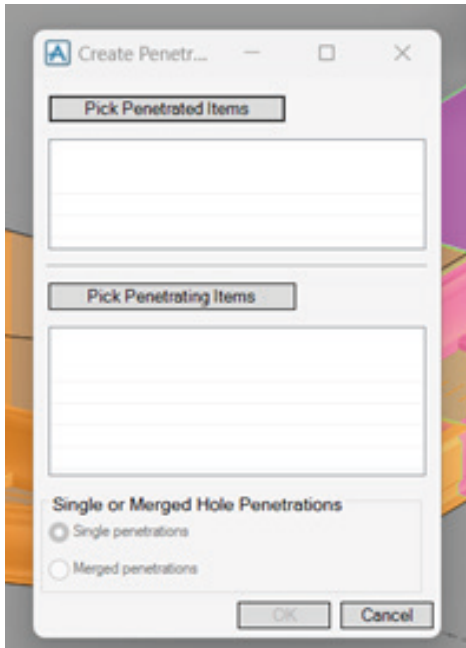 Create Penetr...
Pick Penetrated Items
Pick Penetrating Items
Single or Merged Hole Penetrations
Single penetrations
Merged penetrations
OK
Cancel